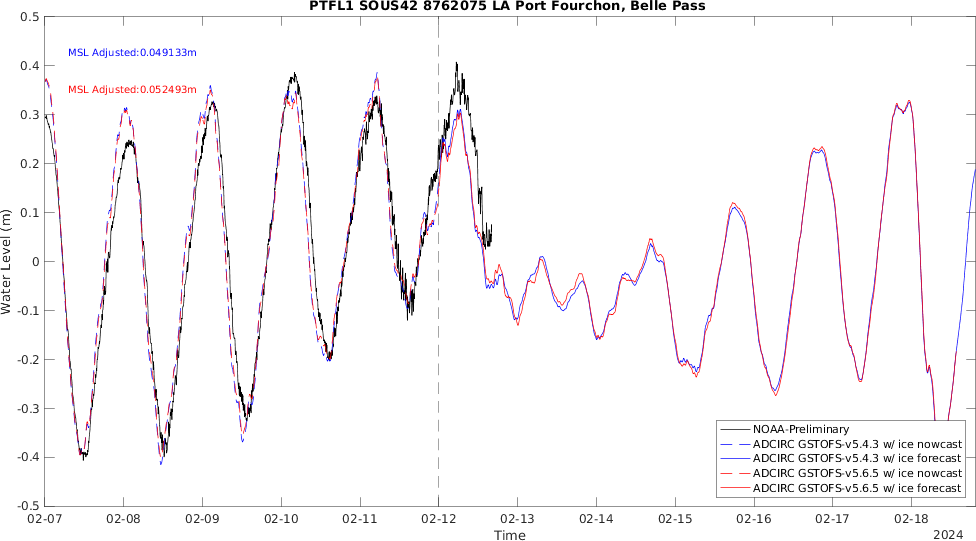 PTFL1 SOUS42 8762075 LA Port Fourchon, Belle Pass
0.5
0.4
0.3
0.2
0.1
0
-0.1
-0.2
-0.3
-0.4
-0.5
Water Level (m)
MSL Adjusted:0.049133m
MSL Adjusted:0.052493m
NOAA-Preliminary
ADCIRC GSTOFS-v5.4.3 w/ ice nowcast
ADCIRC GSTOFS-v5.4.3 w/ ice forecast
ADCIRC GSTOFS-v5.6.5 w/ ice nowcast
ADCIRC GSTOFS-v5.6.5 w/ ice forecast
02-07 02-08 02-09 02-10 02-11 02-12 02-13 02-14 02-15 02-16 02-17 02-18
Time
2024